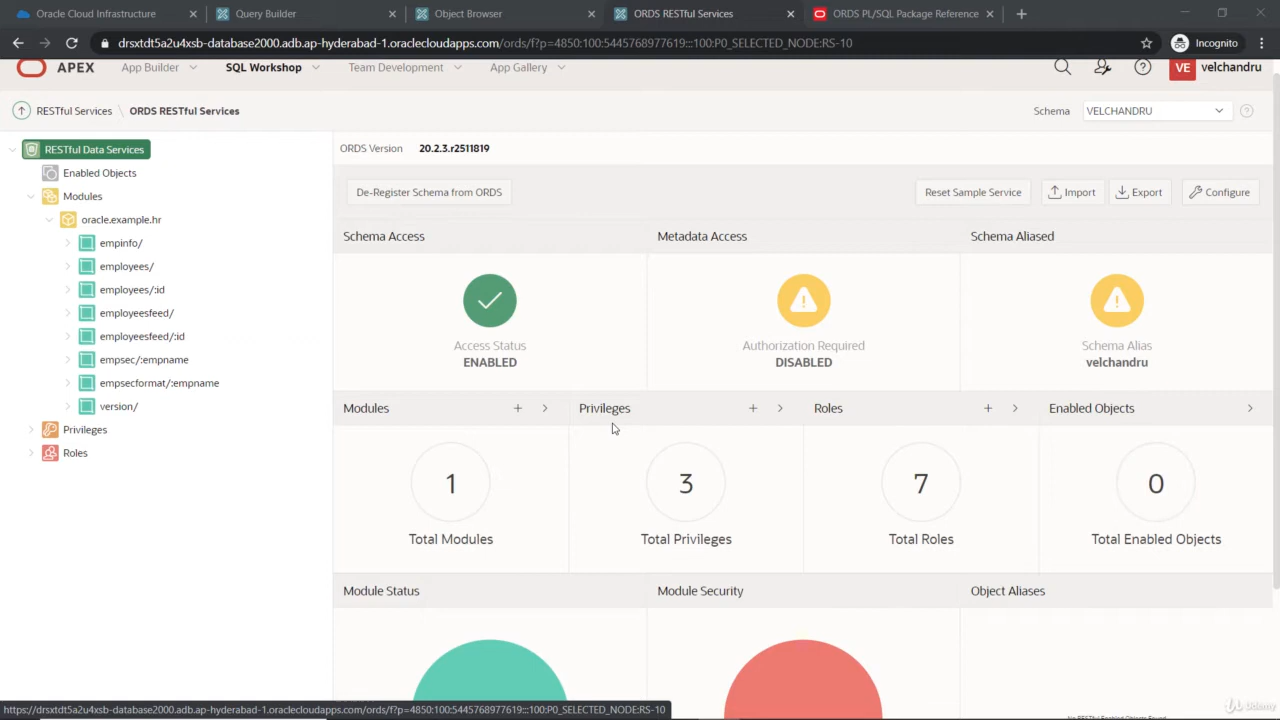 Oracle Cloud Infrastructure
Query Builder
Object Browser
ORDS RESTful Services
ORDS PL/SQL Package Reference
drsxtdt5a2u4xsb-database2000.adb.ap-hyderabad-1.oraclecloudapps.com/ords/f?p=4850:100:5445768977619:::100:P0_SELECTED_NODE:RS-10
Incognito
APEX
App Builder
SQL Workshop
Team Development
App Gallery
VE
velchandru
RESTful Services \ ORDS RESTful Services
Schema
VELCHANDRU
RESTful Data Services
Enabled Objects
Modules
oracle.example.hr
empinfo/
employees/
employees/:id
employeesfeed/
employeesfeed/:id
empsec/:empname
empsecformat/:empname
version/
Privileges
Roles
ORDS Version 20.2.3.r2511819
De-Register Schema from ORDS
Reset Sample Service
Import
Export
Configure
Schema Access
Metadata Access
Schema Aliased
Access Status
ENABLED
Authorization Required
DISABLED
Schema Alias
velchandru
Modules
Privileges
Roles
Enabled Objects
1
Total Modules
3
Total Privileges
7
Total Roles
0
Total Enabled Objects
Module Status
Module Security
Object Aliases
No RESTful Enabled Objects Found
https://drsxtdt5a2u4xsb-database2000.adb.ap-hyderabad-1.oraclecloudapps.com/ords/f?p=4850:100:5445768977619:::100:P0_SELECTED_NODE:RS-10
Udemy